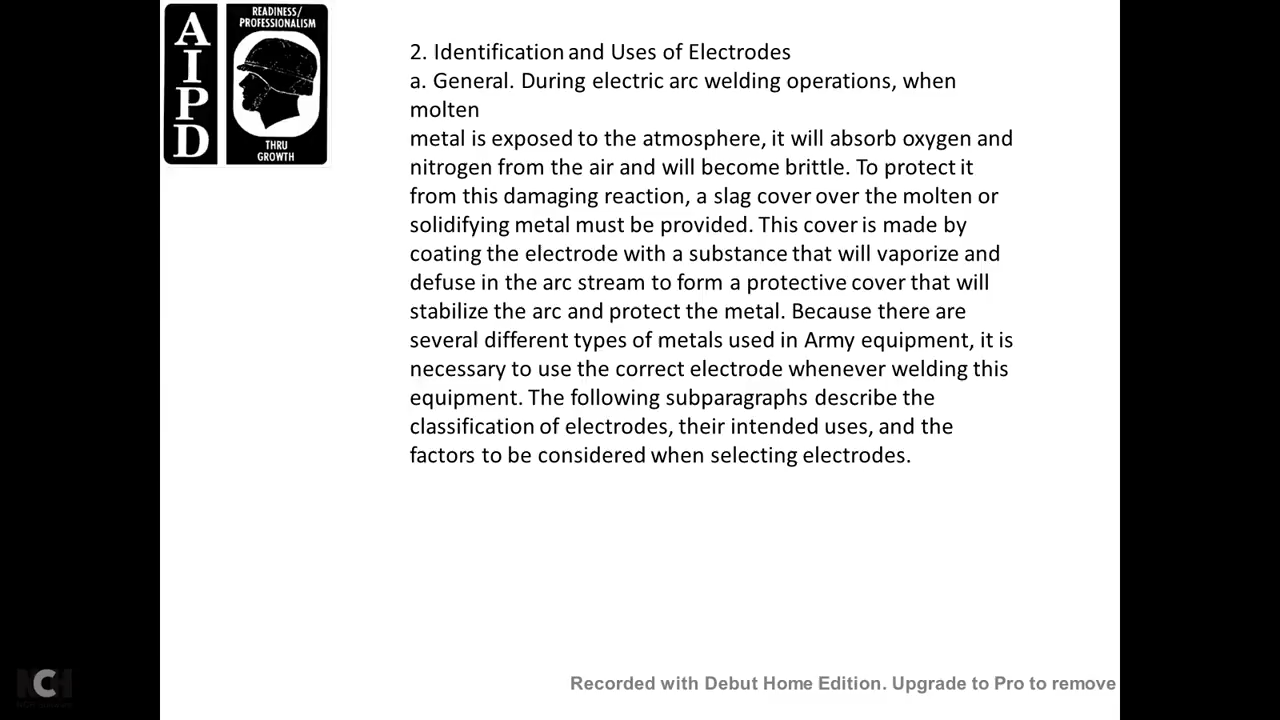 A
I
P
D
READINESS/
PROFESSIONALISM
THRU
GROWTH
2. Identification and Uses of Electrodes
a. General. During electric arc welding operations, when
molten
metal is exposed to the atmosphere, it will absorb oxygen and
nitrogen from the air and will become brittle. To protect it
from this damaging reaction, a slag cover over the molten or
solidifying metal must be provided. This cover is made by
coating the electrode with a substance that will vaporize and
defuse in the arc stream to form a protective cover that will
stabilize the arc and protect the metal. Because there are
several different types of metals used in Army equipment, it is
necessary to use the correct electrode whenever welding this
equipment. The following subparagraphs describe the
classification of electrodes, their intended uses, and the
factors to be considered when selecting electrodes.
NCH
Recorded with Debut Home Edition. Upgrade to Pro to remove